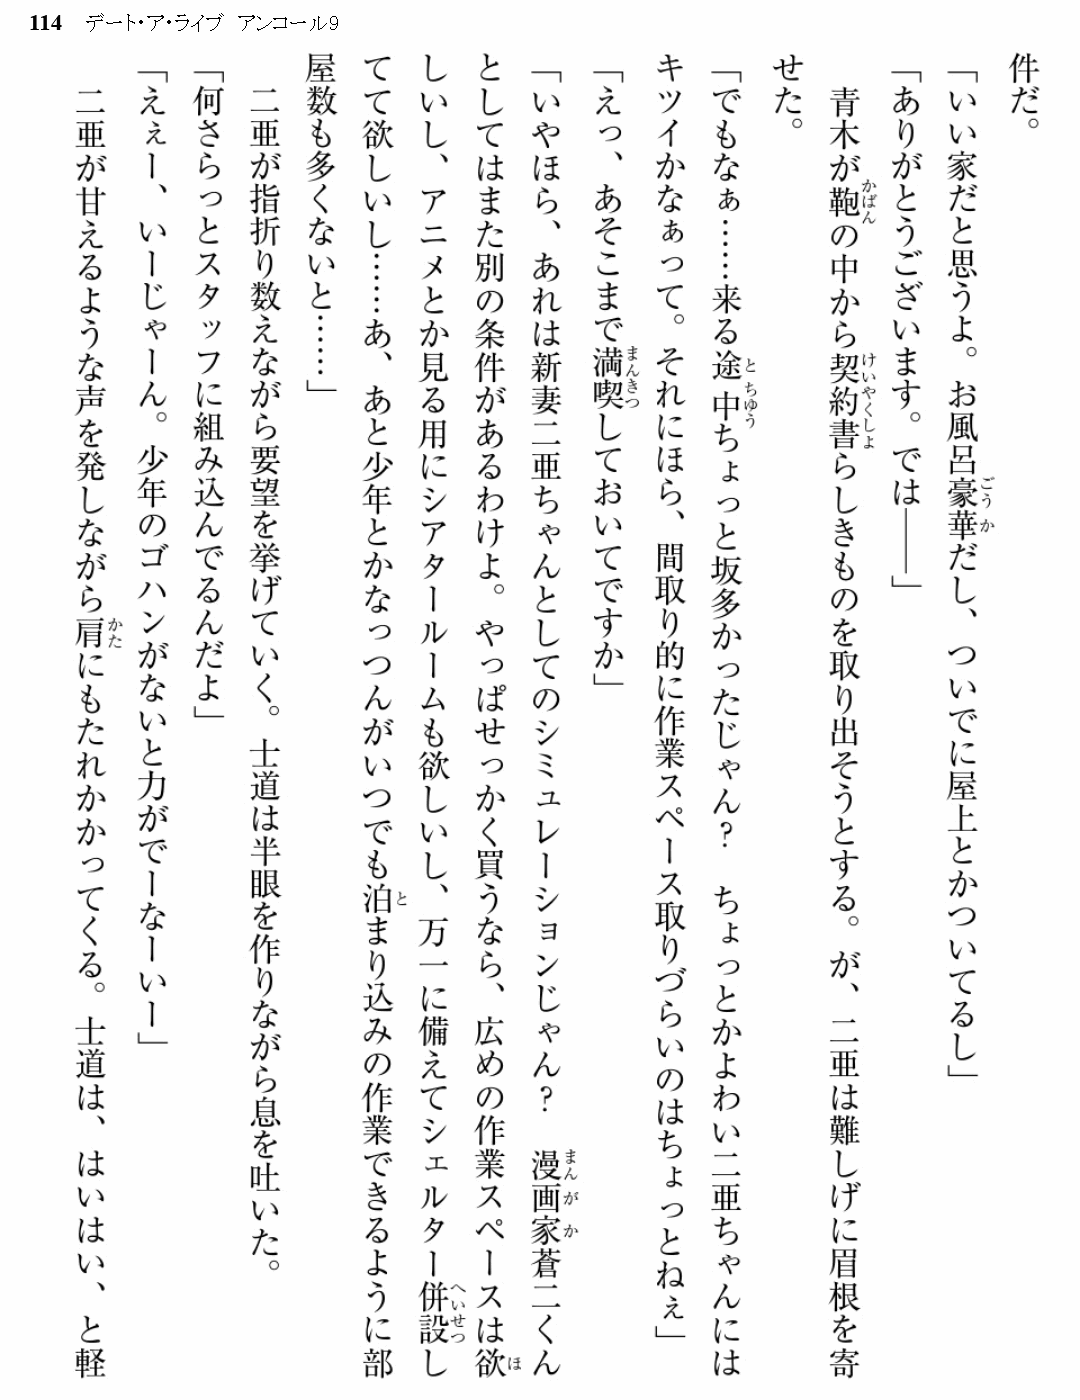 114 デート・ア・ライブ アンコール9
件だ。
「いい家だと思うよ。お風呂豪華だし、ついでに屋上とかついてるし」
「ありがとうございます。では――」
青木が鞄の中から契約書らしきものを取り出そうとする。が、二亜は難しげに眉根を寄
せた。
「でもなぁ……来る途中ちょっと坂多かったじゃん？　ちょっとかよわい二亜ちゃんには
キツイかなぁって。それにほら、間取り的に作業スペース取りづらいのはちょっとねぇ」
「えっ、あそこまで満喫しておいてですか」
「いやほら、あれは新妻二亜ちゃんとしてのシミュレーションじゃん？　漫画家蒼二くん
としてはまた別の条件があるわけよ。やっぱせっかく買うなら、広めの作業スペースは欲
しいし、アニメとか見る用にシアタールームも欲しいし、万一に備えてシェルター併設し
てて欲しいし……あ、あと少年とかなっつんがいつでも泊まり込みの作業できるように部
屋数も多くないと……」
二亜が指折り数えながら要望を挙げていく。士道は半眼を作りながら息を吐いた。
「何さらっとスタッフに組み込んでるんだよ」
「えぇー、いーじゃーん。少年のゴハンがないと力がでーなーいー」
二亜が甘えるような声を発しながら肩にもたれかかってくる。士道は、はいはい、と軽